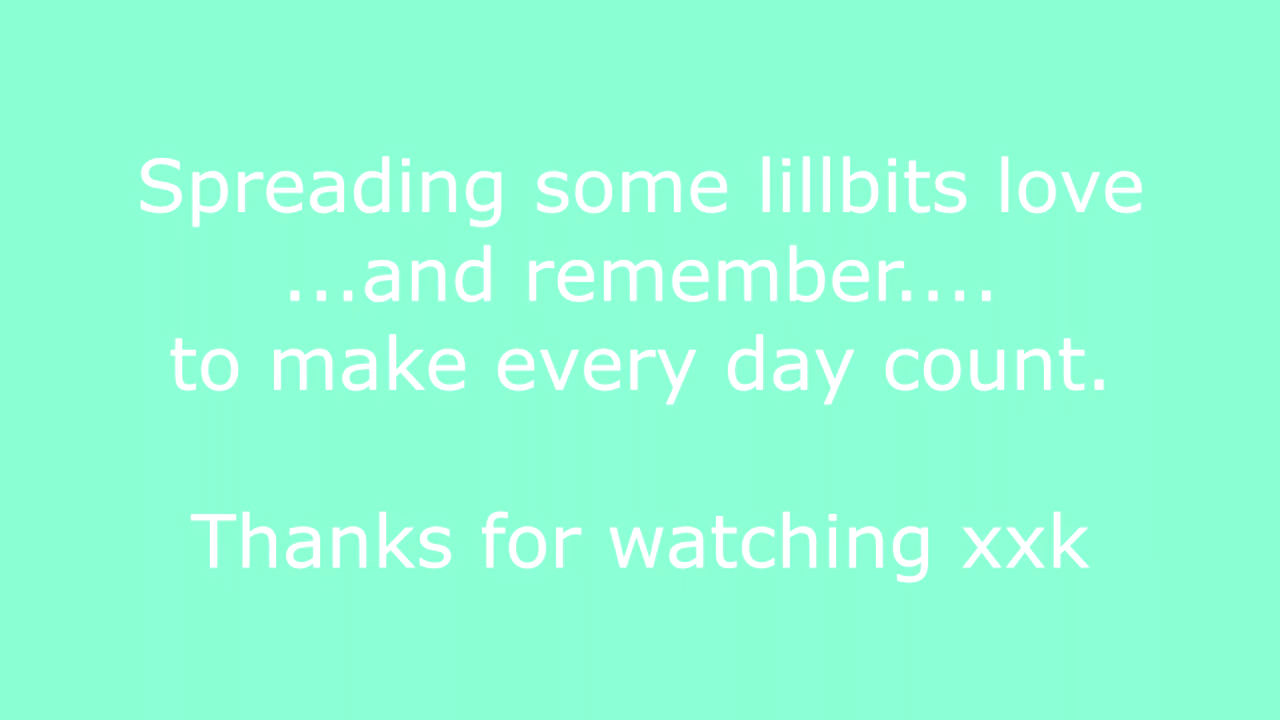 Spreading some lillbits love
...and remember....
to make every day count.
Thanks for watching xxk